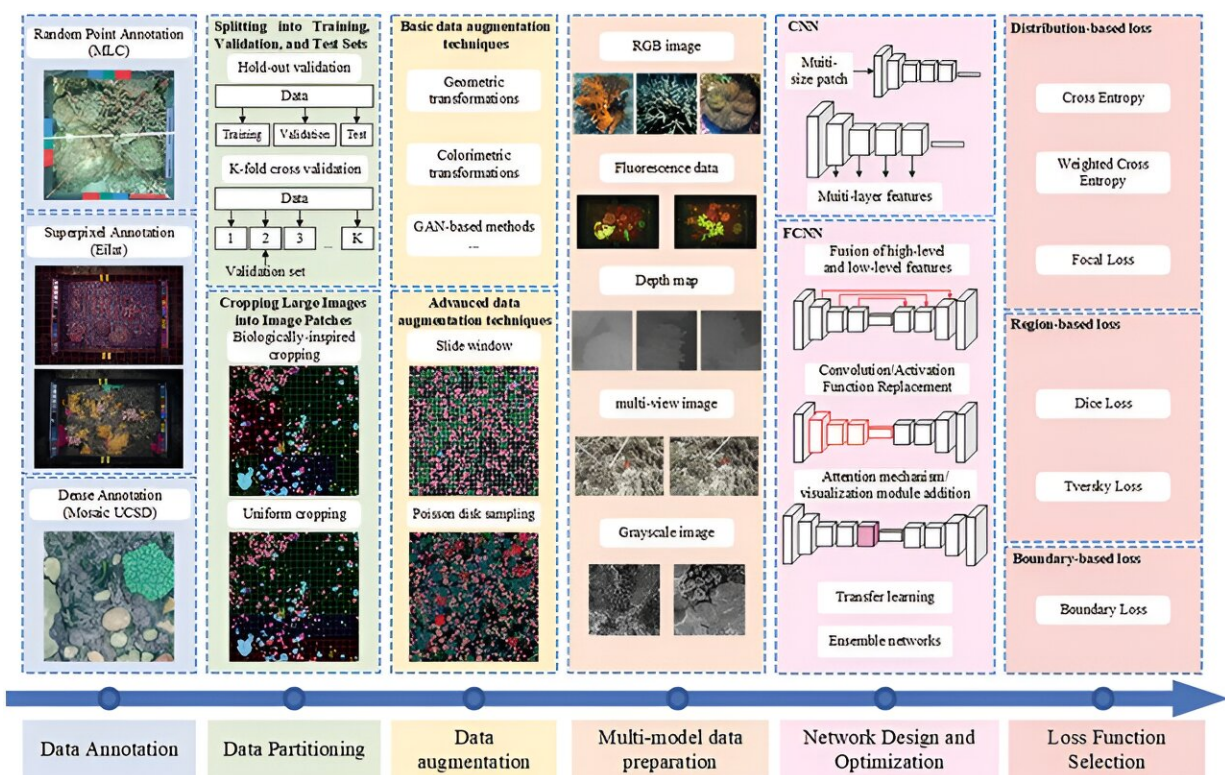 Random Point Annotation
(MLC)
Superpixel Annotation
(Eilat)
Dense Annotation
(Mosaic UCSD)
Splitting into Training,
Validation, and Test Sets
Hold-out validation
Data
Training
Validation
Test
K-fold cross validation
Data
1
2
3
...
K
Validation set
Cropping Large Images
into Image Patches
Biologically-inspired
cropping
Uniform cropping
Basic data augmentation
techniques
Geometric
transformations
Colorimetric
transformations
GAN-based methods
...
Advanced data
augmentation techniques
Slide window
Poisson disk sampling
RGB image
Fluorescence data
Depth map
multi-view image
Grayscale image
CNN
Multi-
size patch
Multi-layer features
FCNN
Fusion of high-level
and low-level features
Convolution/Activation
Function Replacement
Attention mechanism/
visualization module addition
Transfer learning
Ensemble networks
Distribution-based loss
Cross Entropy
Weighted Cross
Entropy
Focal Loss
Region-based loss
Dice Loss
Tversky Loss
Boundary-based loss
Boundary Loss
Data Annotation
Data Partitioning
Data
augmentation
Multi-model data
preparation
Network Design and
Optimization
Loss Function
Selection